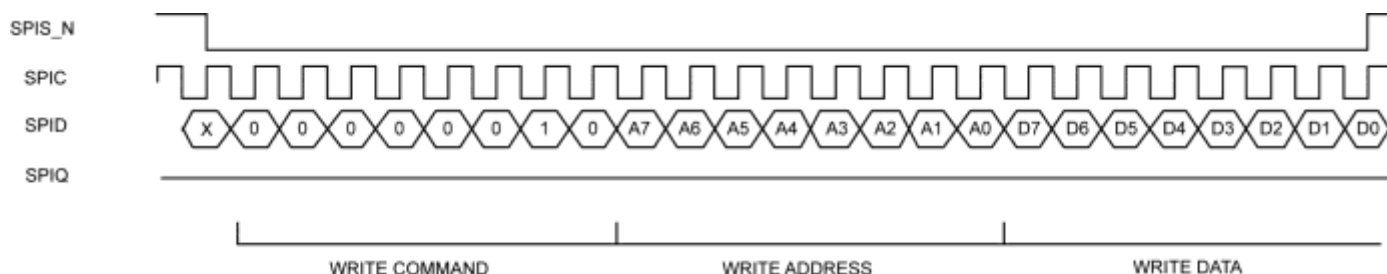 SPIS_N
SPIC
SPID X 0 0 0 0 0 0 1 0 A7 A6 A5 A4 A3 A2 A1 A0 D7 D6 D5 D4 D3 D2 D1 D0
SPIQ
WRITE COMMAND WRITE ADDRESS WRITE DATA